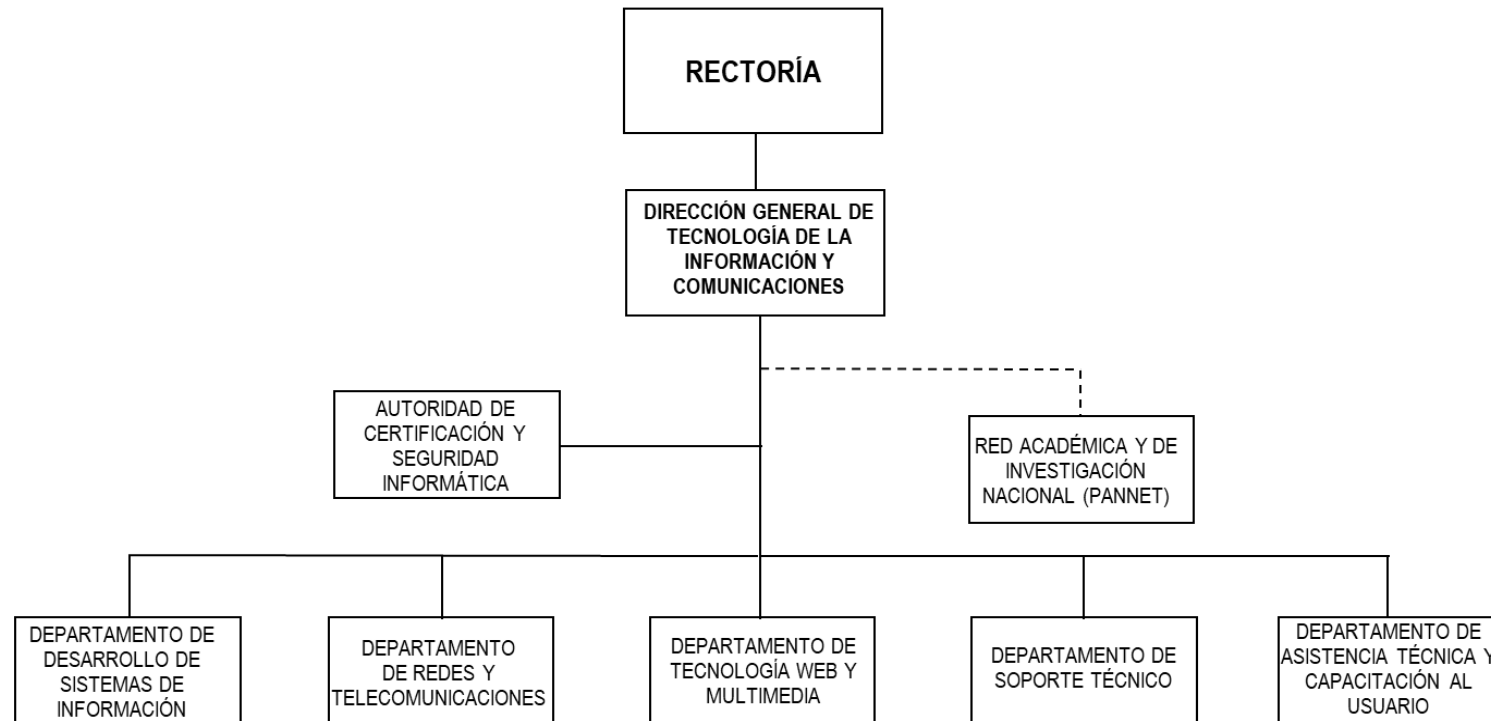 RECTORÍA
DIRECCIÓN GENERAL DE
TECNOLOGÍA DE LA
INFORMACIÓN Y
COMUNICACIONES
AUTORIDAD DE
CERTIFICACIÓN Y
SEGURIDAD
INFORMÁTICA
RED ACADÉMICA Y DE
INVESTIGACIÓN
NACIONAL (PANNET)
DEPARTAMENTO DE
DESARROLLO DE
SISTEMAS DE
INFORMACIÓN
DEPARTAMENTO
DE REDES Y
TELECOMUNICACIONES
DEPARTAMENTO DE
TECNOLOGÍA WEB Y
MULTIMEDIA
DEPARTAMENTO DE
SOPORTE TÉCNICO
DEPARTAMENTO DE
ASISTENCIA TÉCNICA Y
CAPACITACIÓN AL
USUARIO